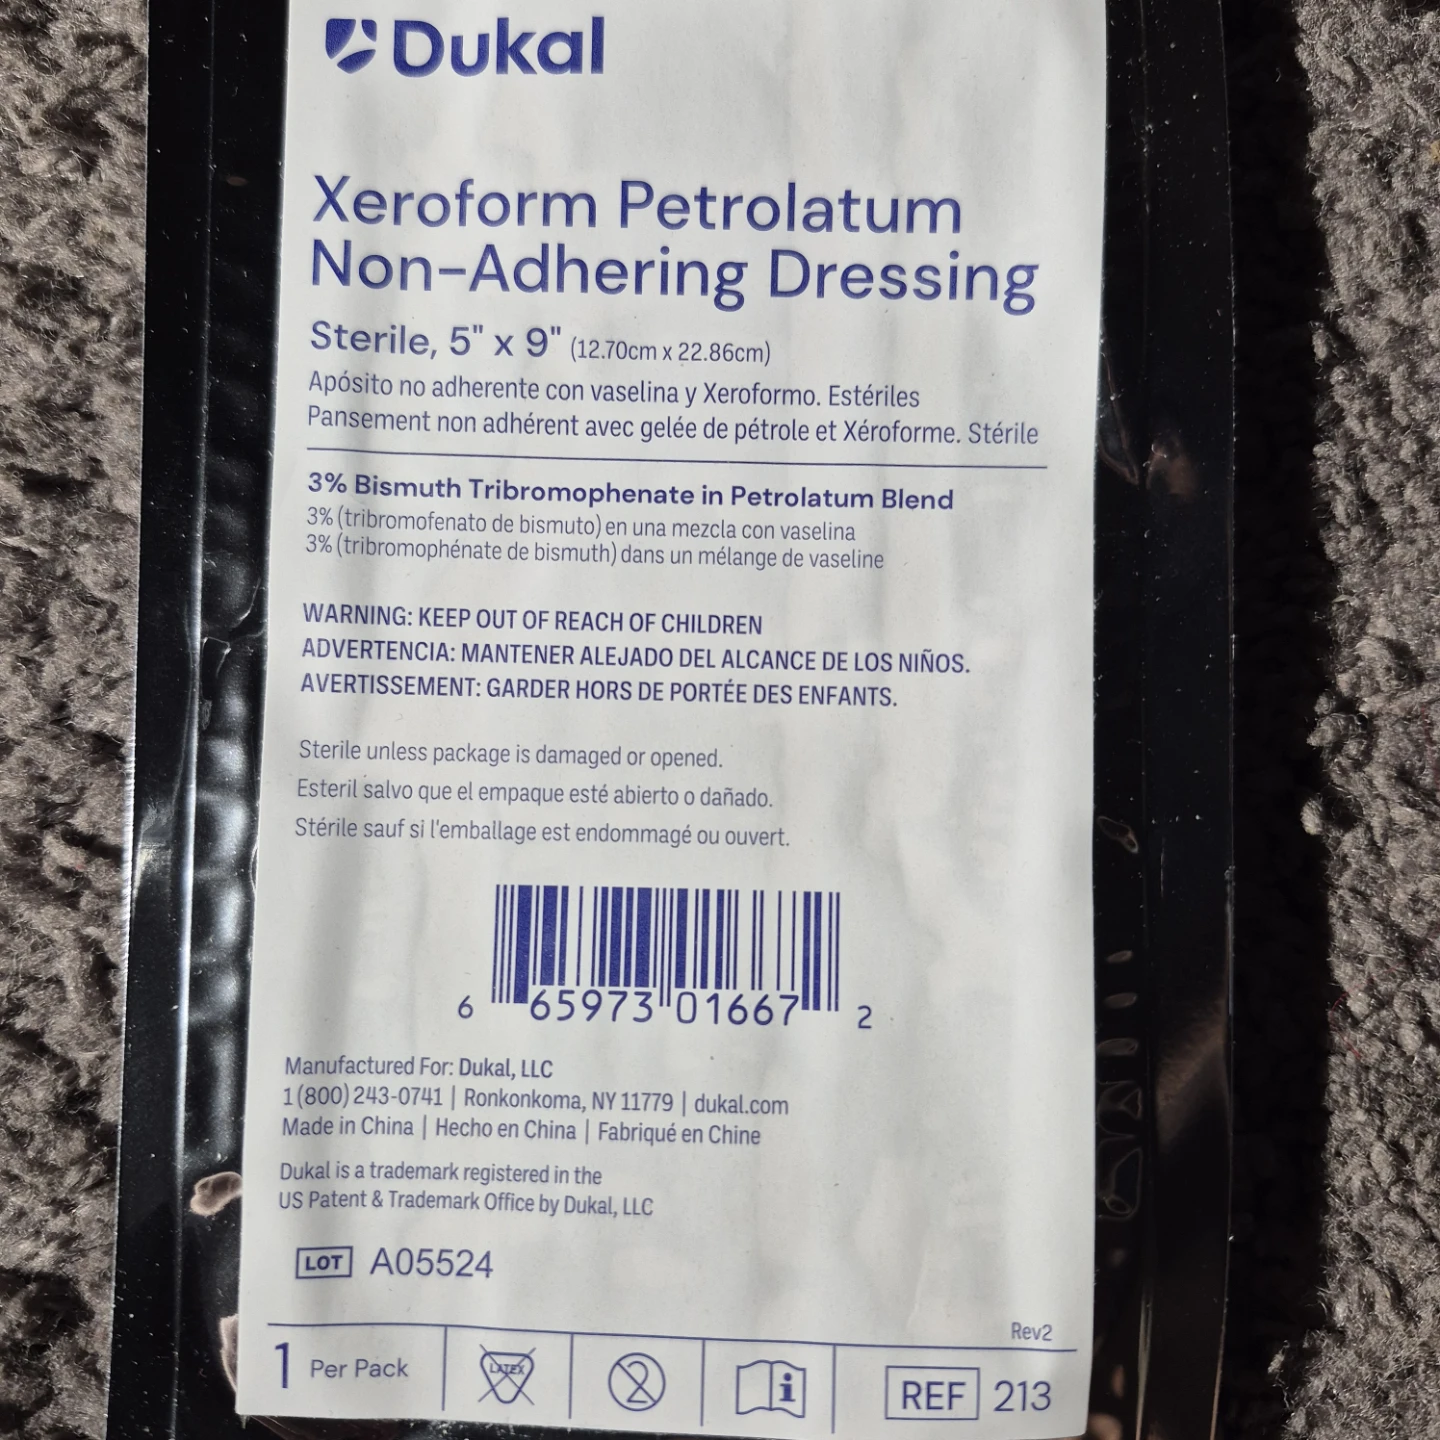 Dukal
Xeroform Petrolatum
Non-Adhering Dressing
Sterile, 5" x 9" (12.70cm x 22.86cm)
Apósito no adherente con vaselina y Xeroformo. Estériles
Pansement non adhérent avec gelée de pétrole et Xéroforme. Stérile
3% Bismuth Tribromophenate in Petrolatum Blend
3% (tribromofenato de bismuto) en una mezcla con vaselina
3% (tribromophénate de bismuth) dans un mélange de vaseline
WARNING: KEEP OUT OF REACH OF CHILDREN
ADVERTENCIA: MANTENER ALEJADO DEL ALCANCE DE LOS NIÑOS.
AVERTISSEMENT: GARDER HORS DE PORTÉE DES ENFANTS.
Sterile unless package is damaged or opened.
Esteril salvo que el empaque esté abierto o dañado.
Stérile sauf si l'emballage est endommagé ou ouvert.
6 65973 01667 2
Manufactured For: Dukal, LLC
1 (800) 243-0741 | Ronkonkoma, NY 11779 | dukal.com
Made in China | Hecho en China | Fabriqué en Chine
Dukal is a trademark registered in the
US Patent & Trademark Office by Dukal, LLC
LOT A05524
Rev2
1 Per Pack LATEX 2 i REF 213